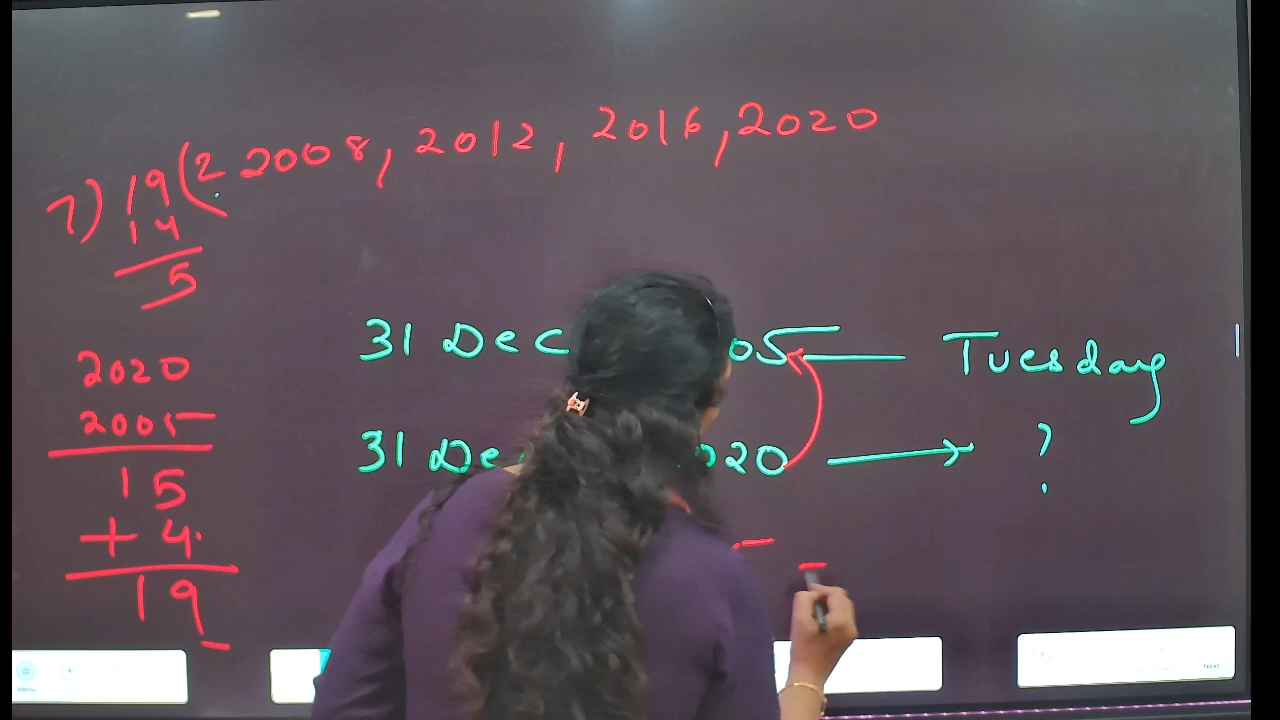 7) 19 (2 2008, 2012, 2016, 2020
14
5
31 Dec 05 — Tuesday
2020
2005
15
+ 4
19
31 De 020 → ?